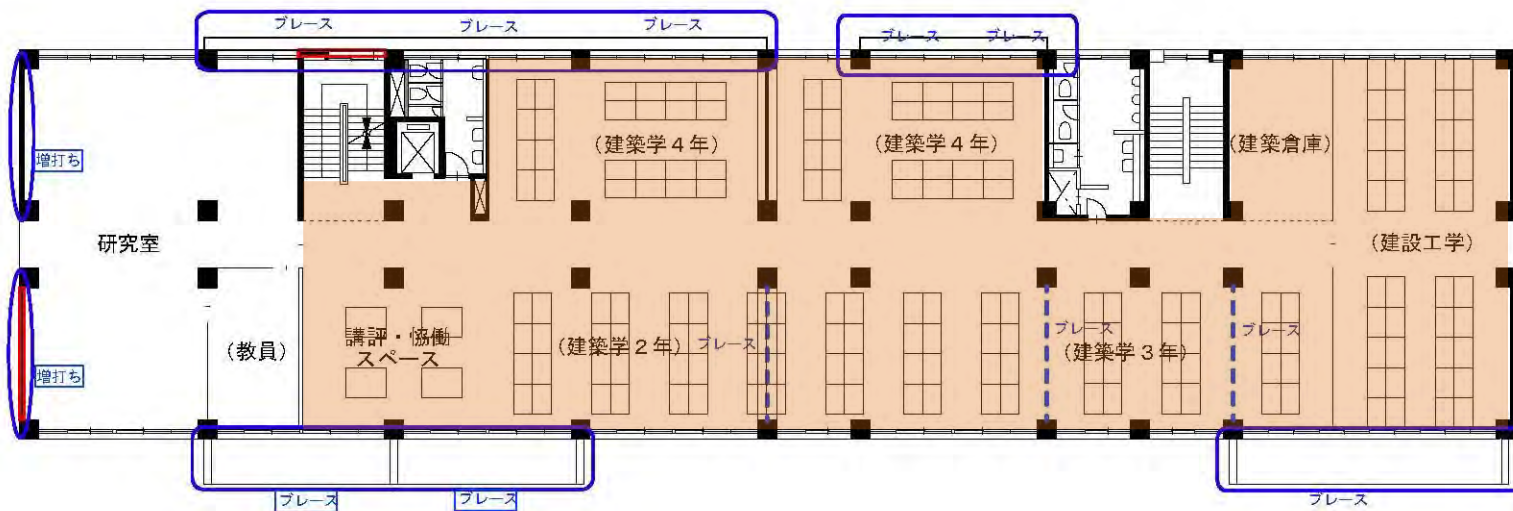 ブレース
ブレース
ブレース
ブレース
ブレース
増打ち
(建築学4年)
(建築学4年)
(建築倉庫)
研究室
(建設工学)
(教員)
講評・恊働
スペース
(建築学2年)
ブレース
ブレース
(建築学3年)
ブレース
増打ち
ブレース
ブレース
ブレース